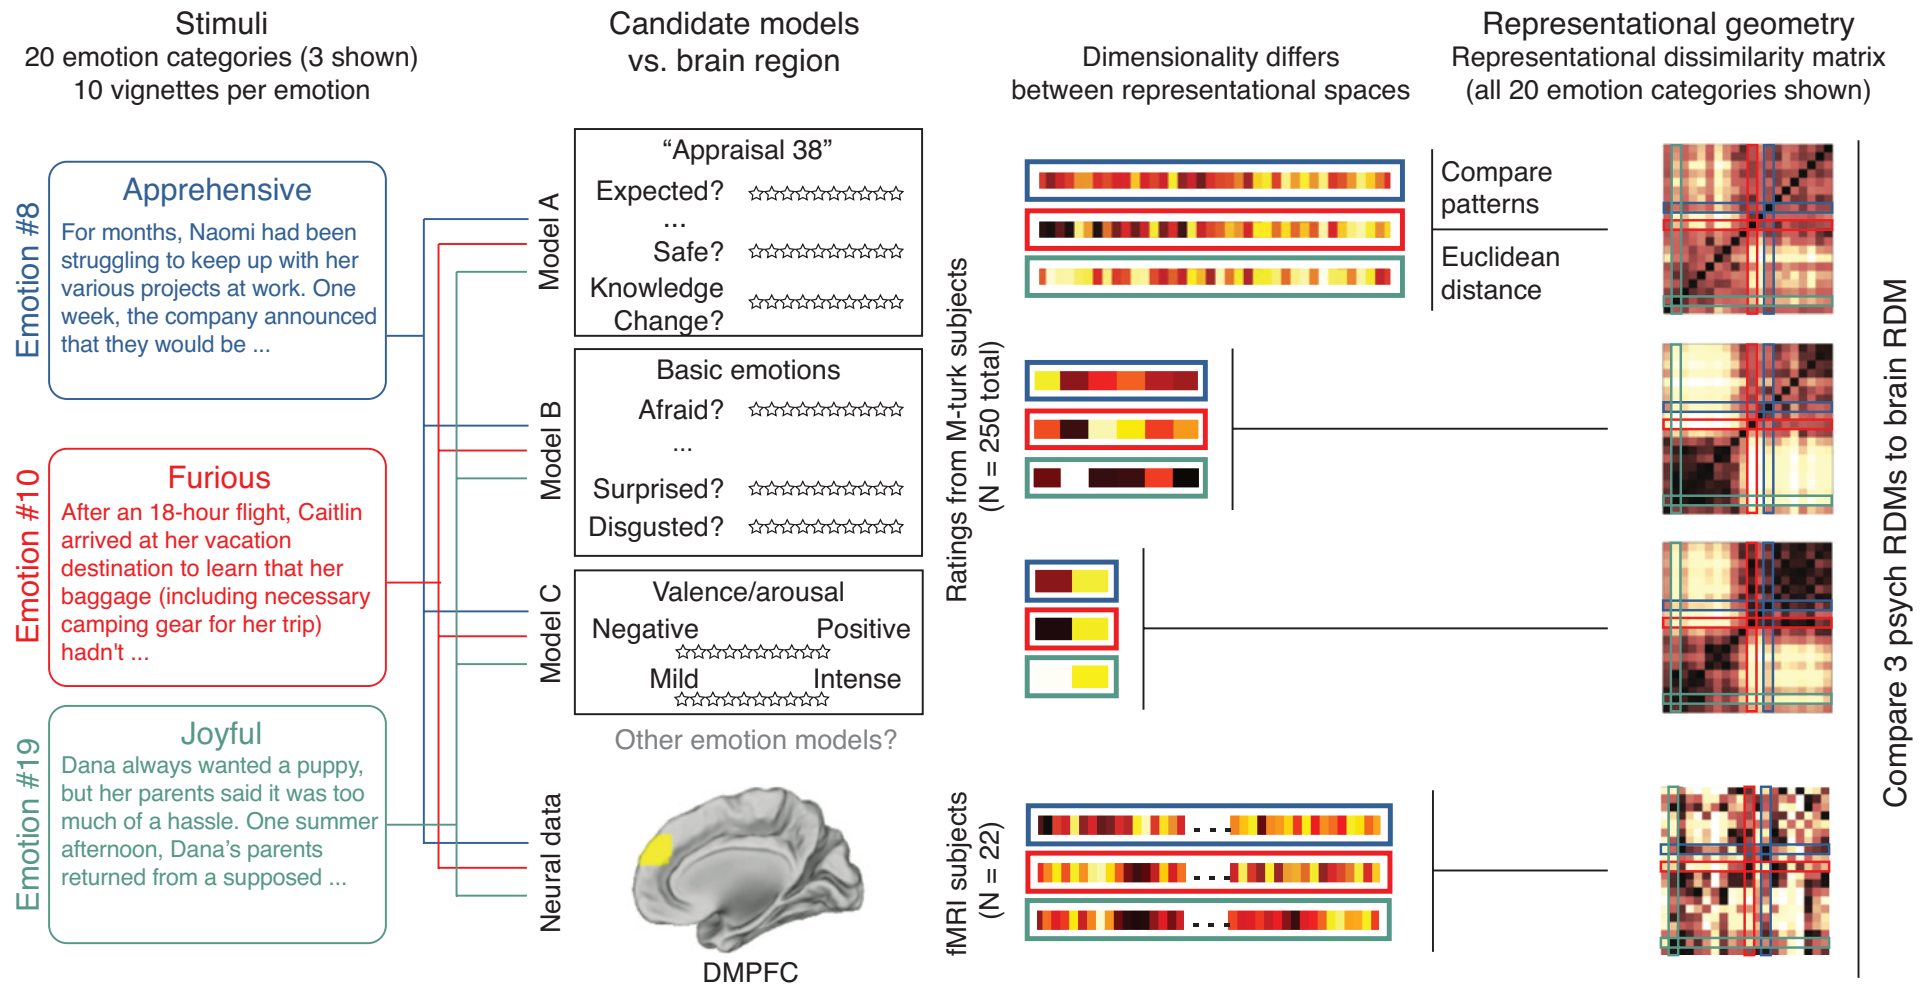 Stimuli
20 emotion categories (3 shown)
10 vignettes per emotion
Candidate models
vs. brain region
Dimensionality differs
between representational spaces
Representational geometry
Representational dissimilarity matrix
(all 20 emotion categories shown)
Emotion #8
Apprehensive
For months, Naomi had been
struggling to keep up with her
various projects at work. One
week, the company announced
that they would be ...
Emotion #10
Furious
After an 18-hour flight, Caitlin
arrived at her vacation
destination to learn that her
baggage (including necessary
camping gear for her trip)
hadn't ...
Emotion #19
Joyful
Dana always wanted a puppy,
but her parents said it was too
much of a hassle. One summer
afternoon, Dana's parents
returned from a supposed ...
Model A
“Appraisal 38”
Expected?
...
Safe?
Knowledge
Change?
Model B
Basic emotions
Afraid?
...
Surprised?
Disgusted?
Model C
Valence/arousal
Negative Positive
Mild Intense
Other emotion models?
Neural data
DMPFC
Ratings from M-turk subjects
(N = 250 total)
fMRI subjects
(N = 22)
Compare
patterns
Euclidean
distance
Compare 3 psych RDMs to brain RDM